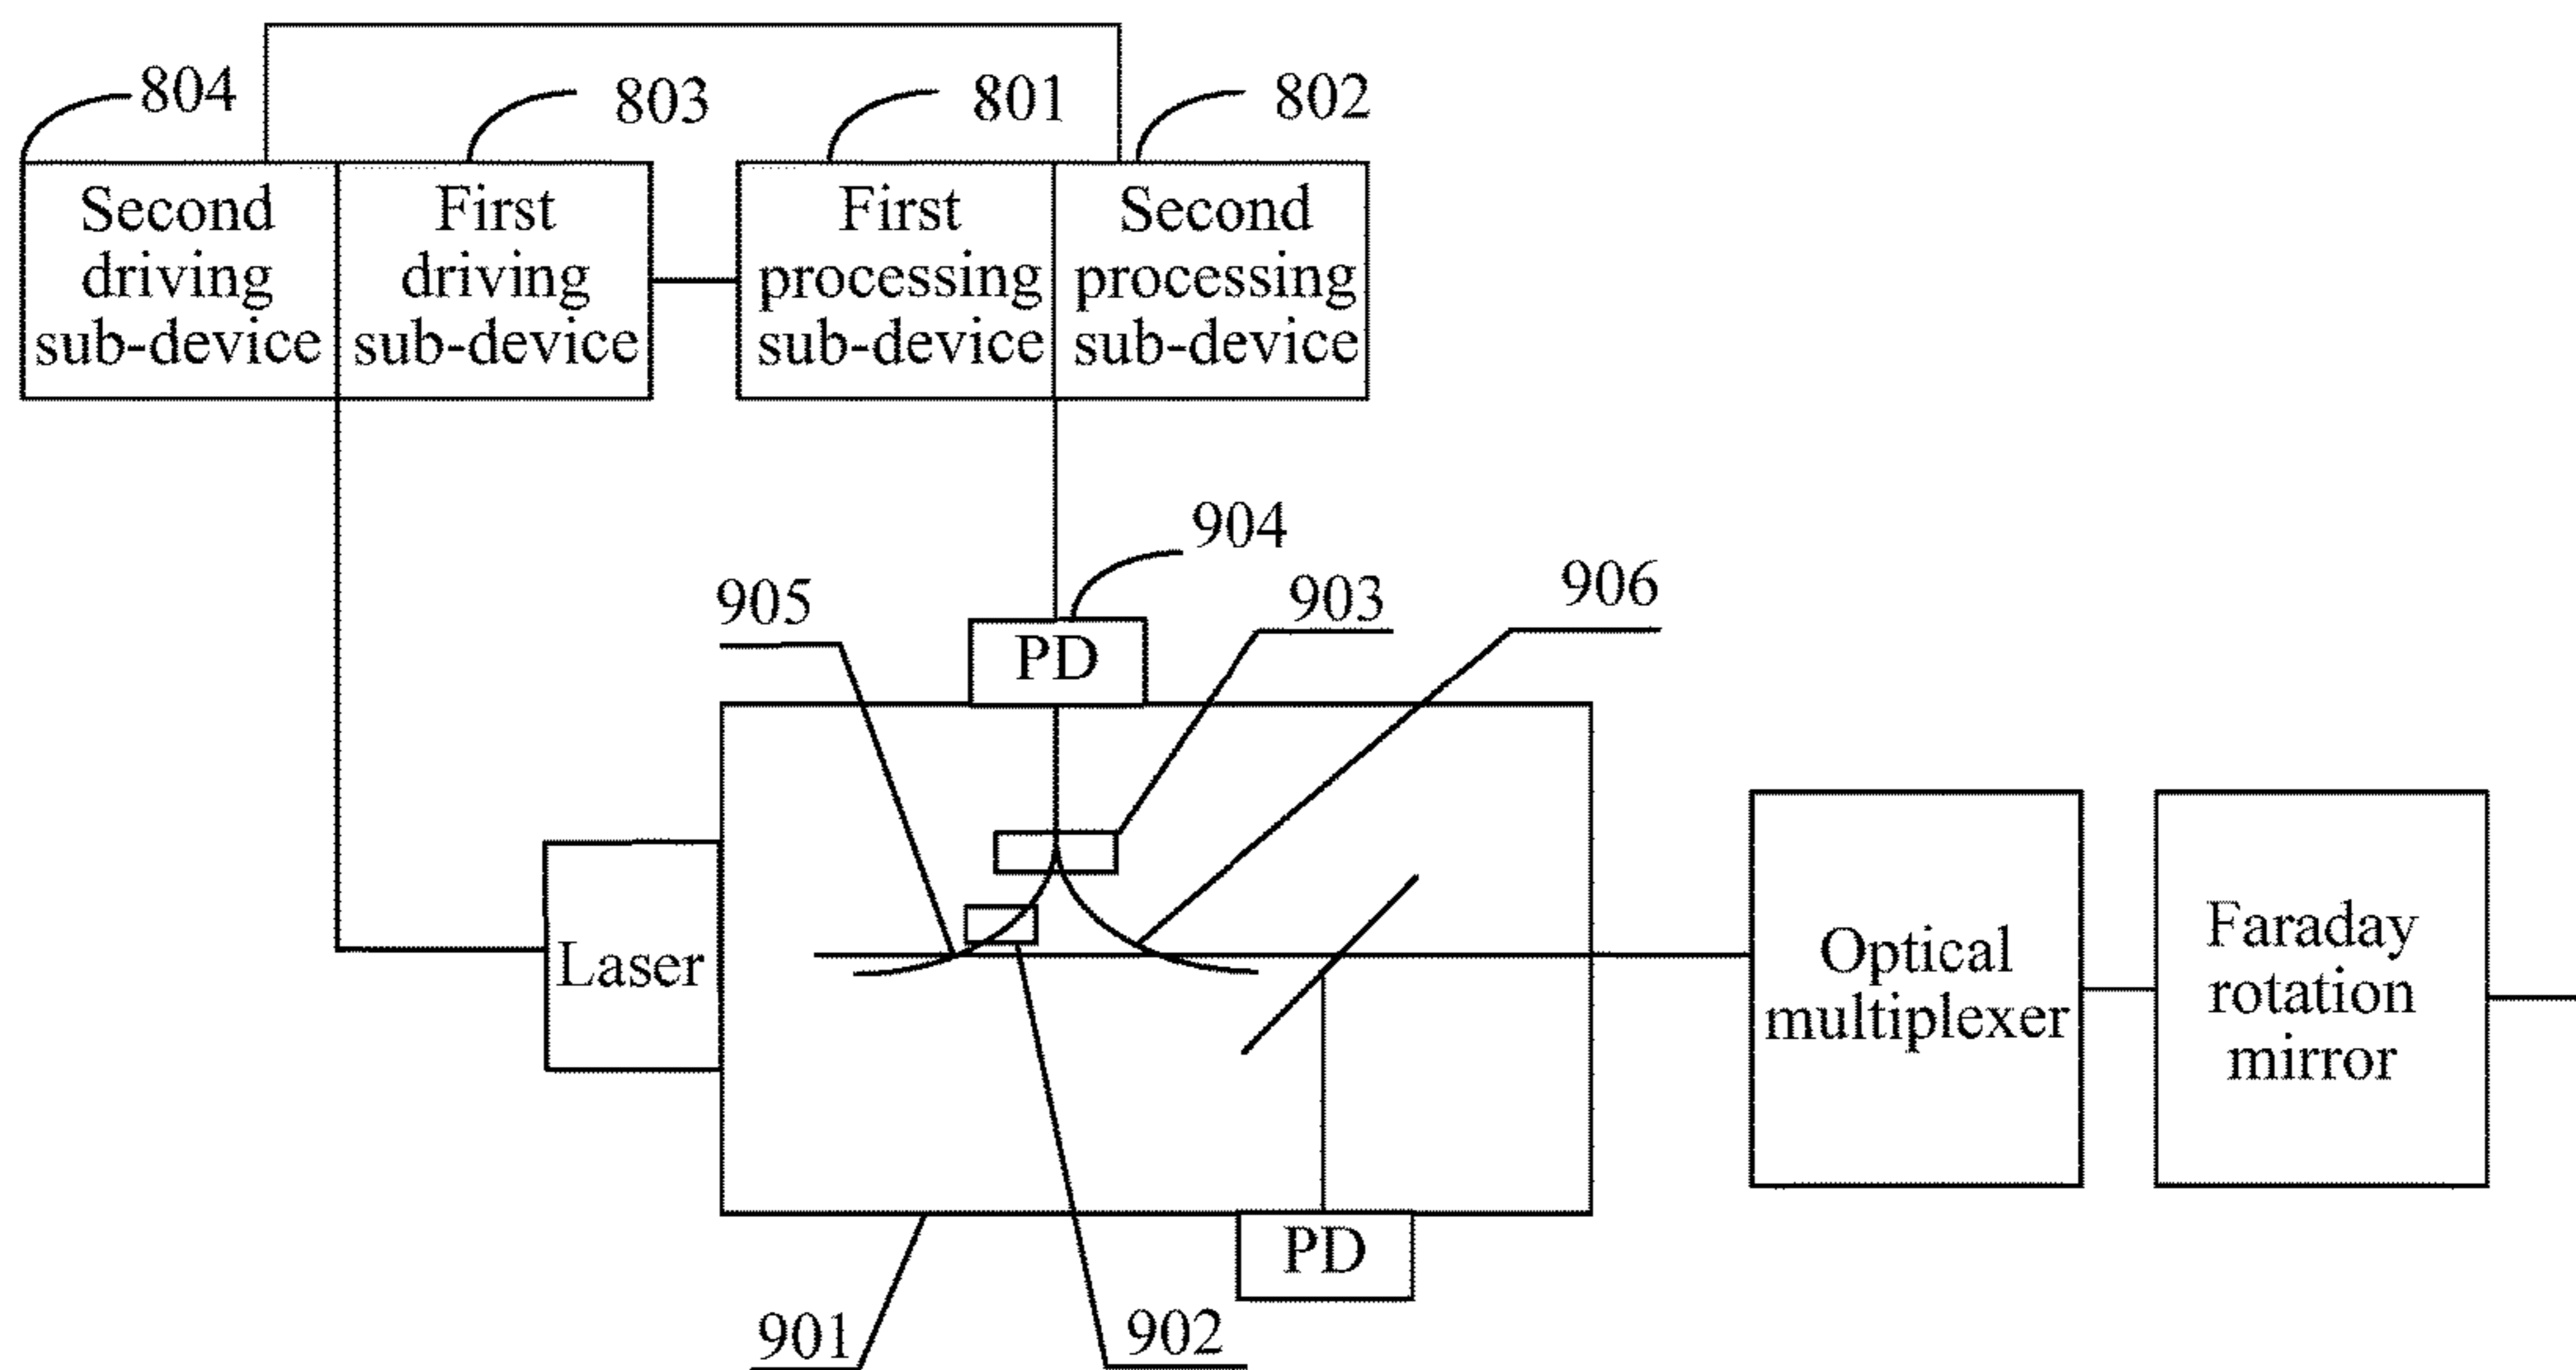 804
803
801
802
Second
driving
sub-device
First
driving
sub-device
First
processing
sub-device
Second
processing
sub-device
904
905
903
906
PD
Laser
Optical
multiplexer
Faraday
rotation
mirror
PD
901
902